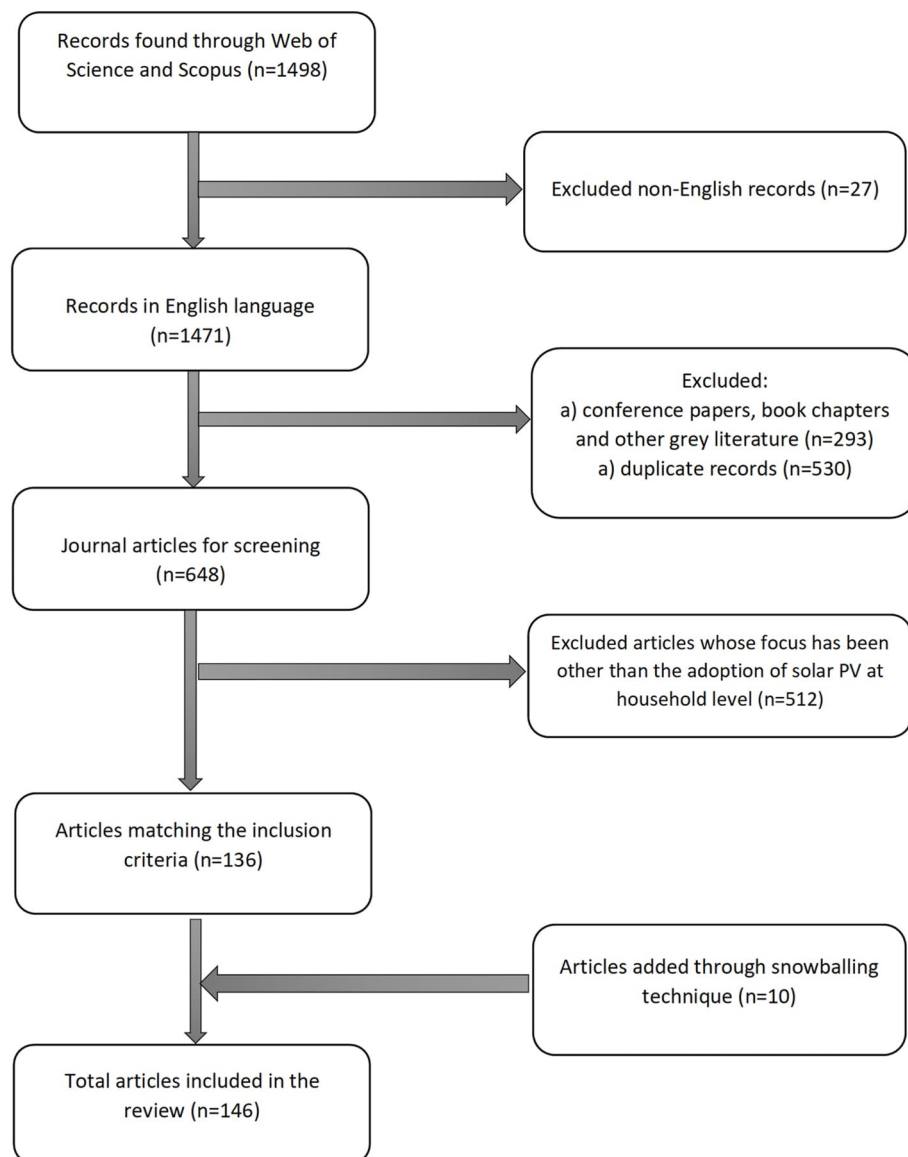 Records found through Web of
Science and Scopus (n=1498)
Excluded non-English records (n=27)
Records in English language
(n=1471)
Excluded:
a) conference papers, book chapters
and other grey literature (n=293)
a) duplicate records (n=530)
Journal articles for screening
(n=648)
Excluded articles whose focus has been
other than the adoption of solar PV at
household level (n=512)
Articles matching the inclusion
criteria (n=136)
Articles added through snowballing
technique (n=10)
Total articles included in the
review (n=146)